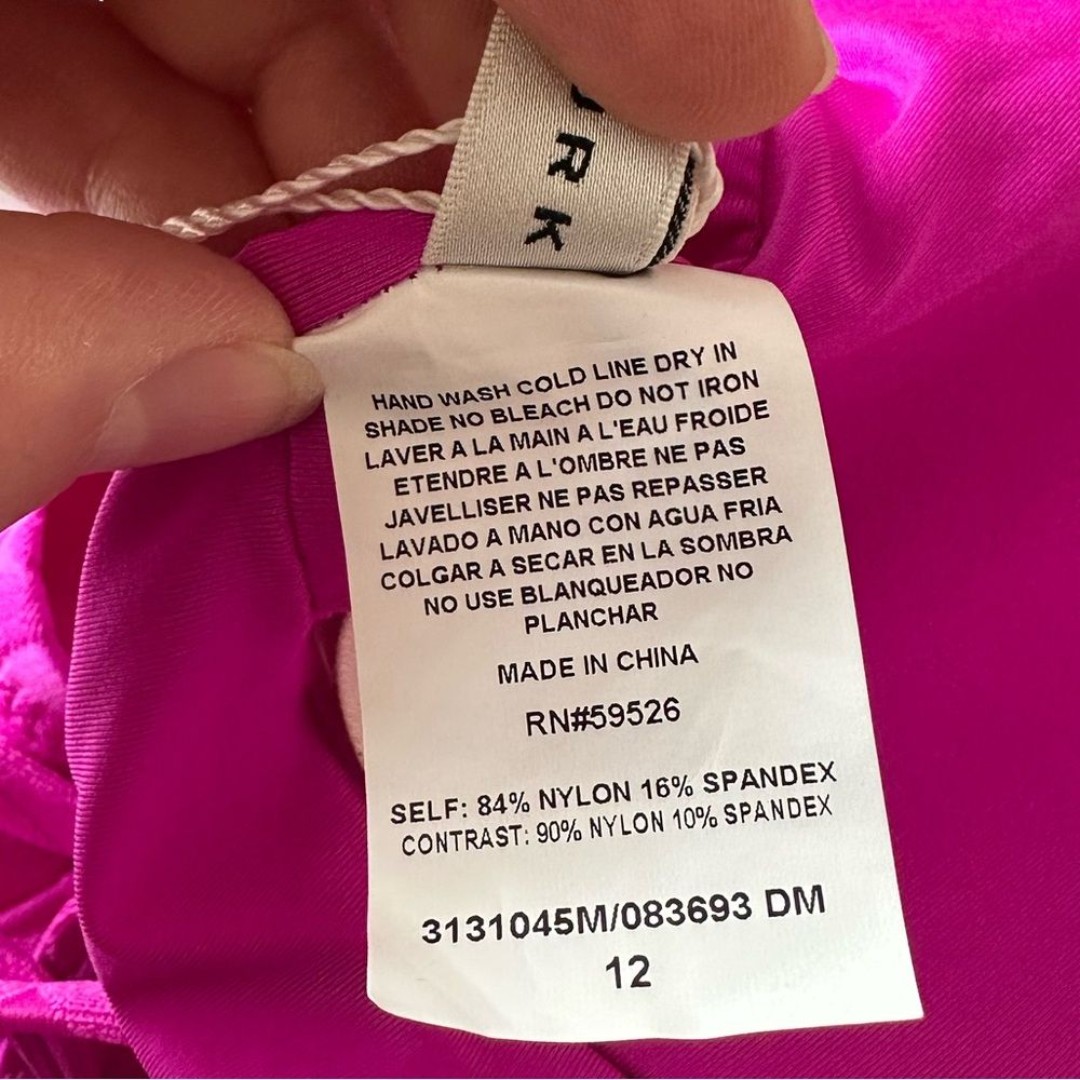 R K
HAND WASH COLD LINE DRY IN
SHADE NO BLEACH DO NOT IRON
LAVER A LA MAIN A L'EAU FROIDE
ETENDRE A L'OMBRE NE PAS
JAVELLISER NE PAS REPASSER
LAVADO A MANO CON AGUA FRIA
COLGAR A SECAR EN LA SOMBRA
NO USE BLANQUEADOR NO
PLANCHAR
MADE IN CHINA
RN#59526
SELF: 84% NYLON 16% SPANDEX
CONTRAST: 90% NYLON 10% SPANDEX
3131045M/083693 DM
12